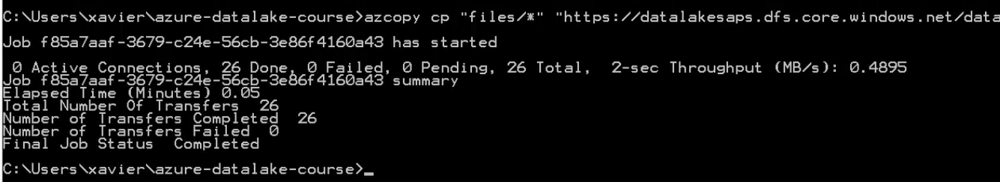 C:\Users\xavier\azure-datalake-course>azcopy cp "files/*" "https://datalakesaps.dfs.core.windows.net/data
Job f85a7aaf-3679-c24e-56cb-3e86f4160a43 has started
0 Active Connections, 26 Done, 0 Failed, 0 Pending, 26 Total, 2-sec Throughput (MB/s): 0.4895
Job f85a7aaf-3679-c24e-56cb-3e86f4160a43 summary
Elapsed Time (Minutes) 0.05
Total Number Of Transfers 26
Number of Transfers Completed 26
Number of Transfers Failed 0
Final Job Status Completed
C:\Users\xavier\azure-datalake-course>_